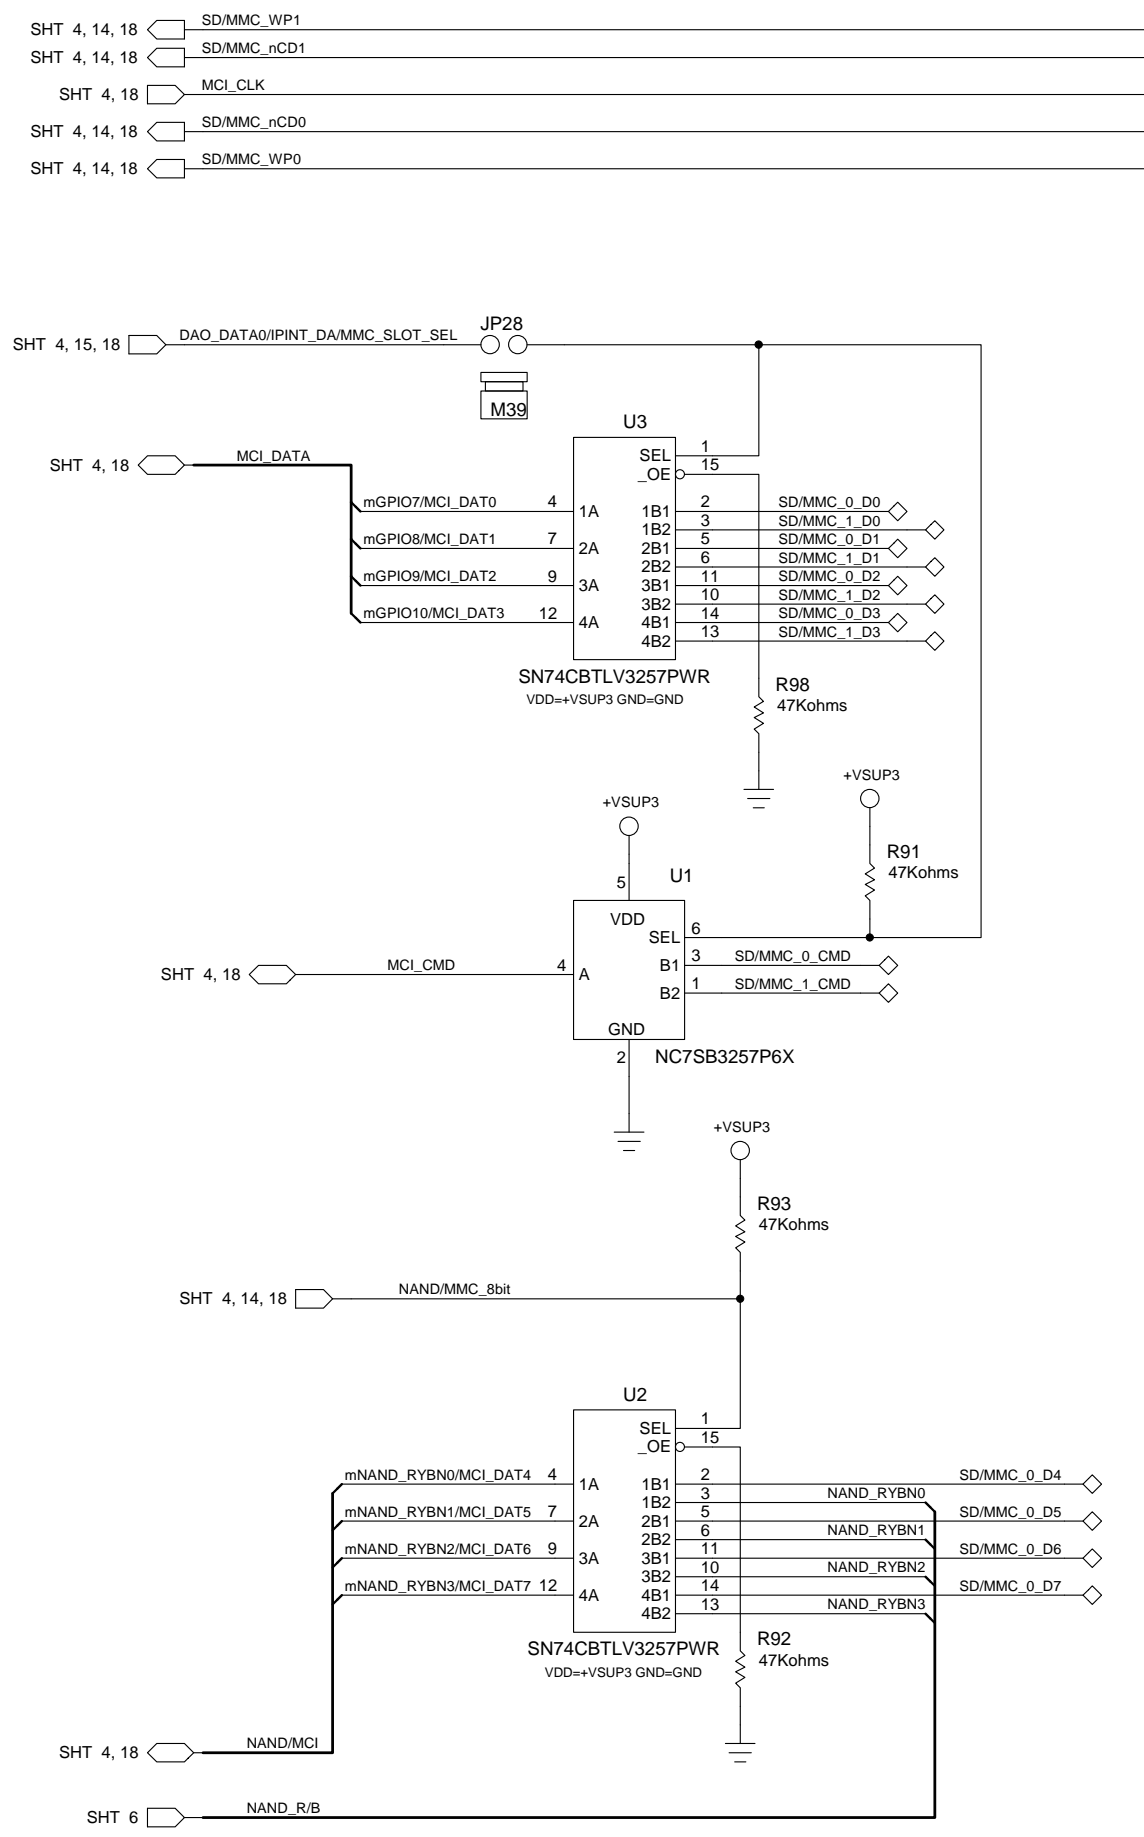 SHT 4, 14, 18 SD/MMC_WP1
SHT 4, 14, 18 SD/MMC_nCD1
SHT 4, 18 MCI_CLK
SHT 4, 14, 18 SD/MMC_nCD0
SHT 4, 14, 18 SD/MMC_WP0
JP28
SHT 4, 15, 18 DAO_DATA0/IPINT_DA/MMC_SLOT_SEL
M39
U3
SHT 4, 18 MCI_DATA
SEL 1
_OE 15
mGPIO7/MCI_DAT0 4 1A 1B1 2 SD/MMC_0_D0
1B2 3 SD/MMC_1_D0
mGPIO8/MCI_DAT1 7 2A 2B1 5 SD/MMC_0_D1
2B2 6 SD/MMC_1_D1
mGPIO9/MCI_DAT2 9 3A 3B1 11 SD/MMC_0_D2
3B2 10 SD/MMC_1_D2
mGPIO10/MCI_DAT3 12 4A 4B1 14 SD/MMC_0_D3
4B2 13 SD/MMC_1_D3
SN74CBTLV3257PWR
VDD=+VSUP3 GND=GND
R98
47Kohms
+VSUP3
+VSUP3
R91
47Kohms
U1
5
VDD
SEL 6
B1 3 SD/MMC_0_CMD
SHT 4, 18 MCI_CMD 4 A
B2 1 SD/MMC_1_CMD
GND
2
NC7SB3257P6X
+VSUP3
R93
47Kohms
SHT 4, 14, 18 NAND/MMC_8bit
U2
SEL 1
_OE 15
mNAND_RYBN0/MCI_DAT4 4 1A 1B1 2 SD/MMC_0_D4
1B2 3 NAND_RYBN0
mNAND_RYBN1/MCI_DAT5 7 2A 2B1 5 SD/MMC_0_D5
2B2 6 NAND_RYBN1
mNAND_RYBN2/MCI_DAT6 9 3A 3B1 11 SD/MMC_0_D6
3B2 10 NAND_RYBN2
mNAND_RYBN3/MCI_DAT7 12 4A 4B1 14 SD/MMC_0_D7
4B2 13 NAND_RYBN3
SN74CBTLV3257PWR
VDD=+VSUP3 GND=GND
R92
47Kohms
SHT 4, 18 NAND/MCI
SHT 6 NAND_R/B